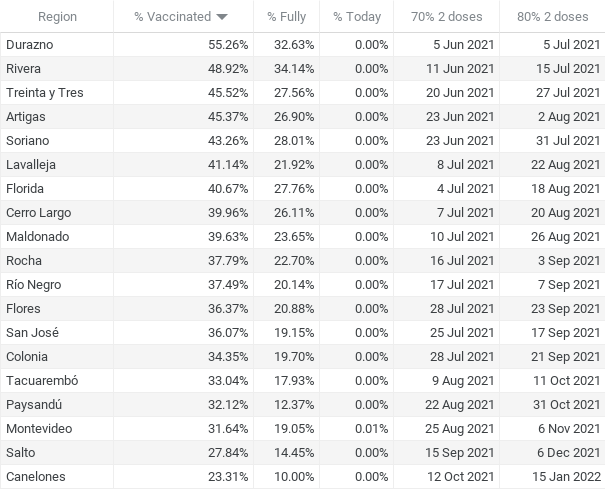 Region % Vaccinated % Fully % Today 70% 2 doses 80% 2 doses
Durazno 55.26% 32.63% 0.00% 5 Jun 2021 5 Jul 2021
Rivera 48.92% 34.14% 0.00% 11 Jun 2021 15 Jul 2021
Treinta y Tres 45.52% 27.56% 0.00% 20 Jun 2021 27 Jul 2021
Artigas 45.37% 26.90% 0.00% 23 Jun 2021 2 Aug 2021
Soriano 43.26% 28.01% 0.00% 23 Jun 2021 31 Jul 2021
Lavalleja 41.14% 21.92% 0.00% 8 Jul 2021 22 Aug 2021
Florida 40.67% 27.76% 0.00% 4 Jul 2021 18 Aug 2021
Cerro Largo 39.96% 26.11% 0.00% 7 Jul 2021 20 Aug 2021
Maldonado 39.63% 23.65% 0.00% 10 Jul 2021 26 Aug 2021
Rocha 37.79% 22.70% 0.00% 16 Jul 2021 3 Sep 2021
Río Negro 37.49% 20.14% 0.00% 17 Jul 2021 7 Sep 2021
Flores 36.37% 20.88% 0.00% 28 Jul 2021 23 Sep 2021
San José 36.07% 19.15% 0.00% 25 Jul 2021 17 Sep 2021
Colonia 34.35% 19.70% 0.00% 28 Jul 2021 21 Sep 2021
Tacuarembó 33.04% 17.93% 0.00% 9 Aug 2021 11 Oct 2021
Paysandú 32.12% 12.37% 0.00% 22 Aug 2021 31 Oct 2021
Montevideo 31.64% 19.05% 0.01% 25 Aug 2021 6 Nov 2021
Salto 27.84% 14.45% 0.00% 15 Sep 2021 6 Dec 2021
Canelones 23.31% 10.00% 0.00% 12 Oct 2021 15 Jan 2022